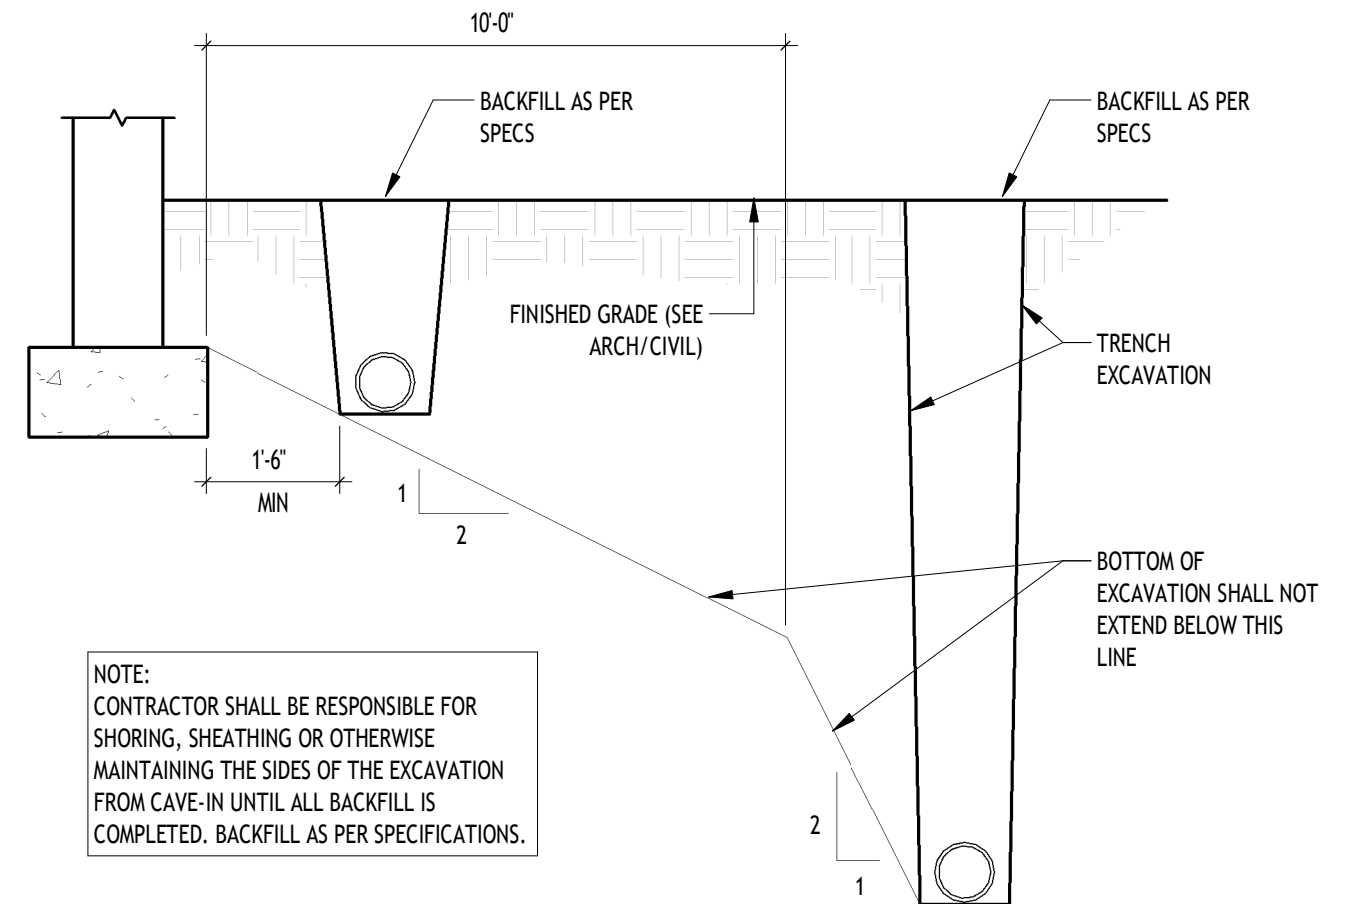 10'-0"
BACKFILL AS PER
SPECS
BACKFILL AS PER
SPECS
FINISHED GRADE (SEE
ARCH/CIVIL)
TRENCH
EXCAVATION
1'-6"
MIN
1
2
BOTTOM OF
EXCAVATION SHALL NOT
EXTEND BELOW THIS
LINE
NOTE:
CONTRACTOR SHALL BE RESPONSIBLE FOR
SHORING, SHEATHING OR OTHERWISE
MAINTAINING THE SIDES OF THE EXCAVATION
FROM CAVE-IN UNTIL ALL BACKFILL IS
COMPLETED. BACKFILL AS PER SPECIFICATIONS.
2
1